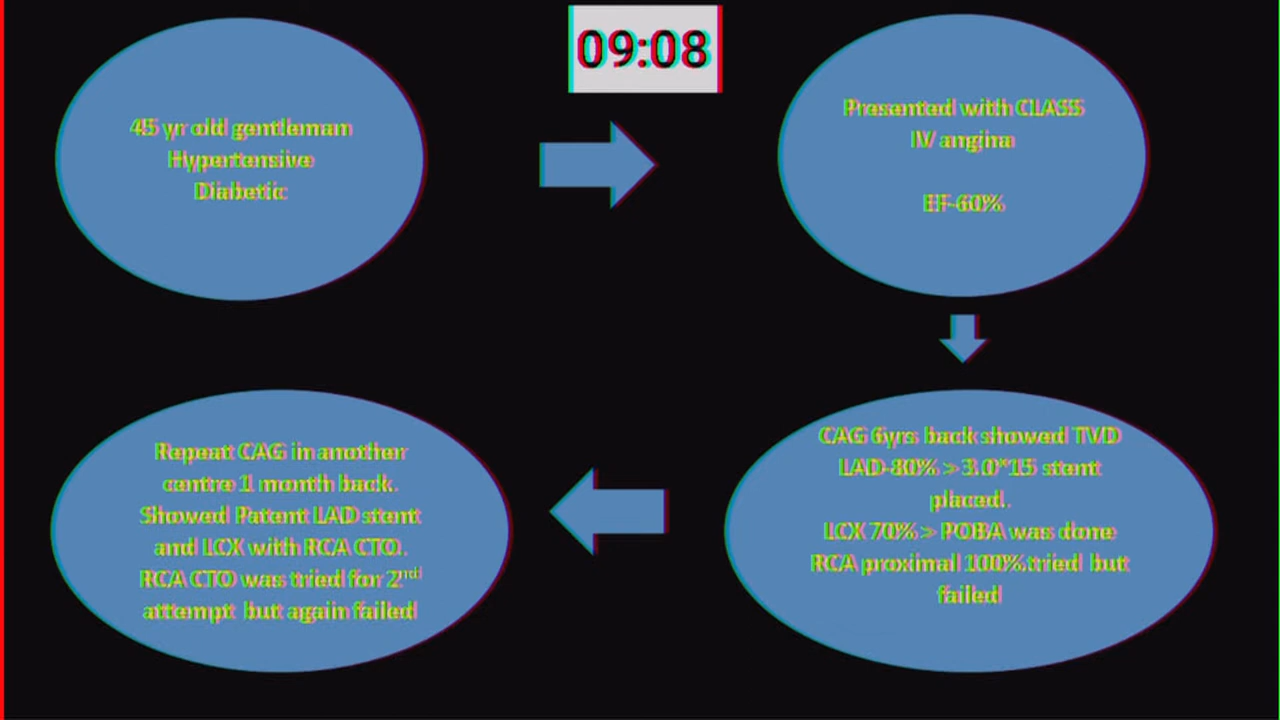 09:08
45 yr old gentleman
Hypertensive
Diabetic
Presented with CLASS
IV angina
EF-60%
CAG 6yrs back showed TVD
LAD-80% > 3.0*15 stent
placed.
LCX 70% > POBA was done
RCA proximal 100%.tried but
failed
Repeat CAG in another
centre 1 month back.
Showed Patent LAD stent
and LCX with RCA CTO.
RCA CTO was tried for 2nd
attempt but again failed